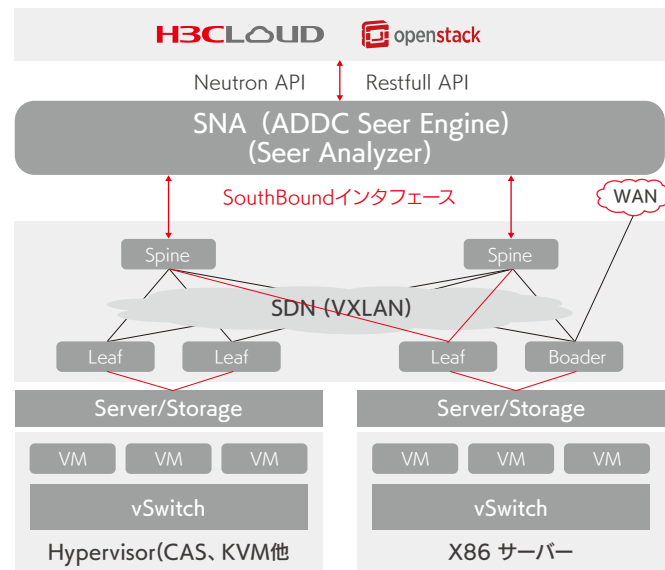 H3CLOUD openstack
Neutron API Restfull API
SNA（ADDC Seer Engine)
(Seer Analyzer)
SouthBoundインタフェース
WAN
Spine Spine
SDN (VXLAN)
Leaf Leaf Leaf Boader
Server/Storage Server/Storage
VM VM VM VM VM VM
vSwitch vSwitch
Hypervisor(CAS、KVM他 X86 サーバー